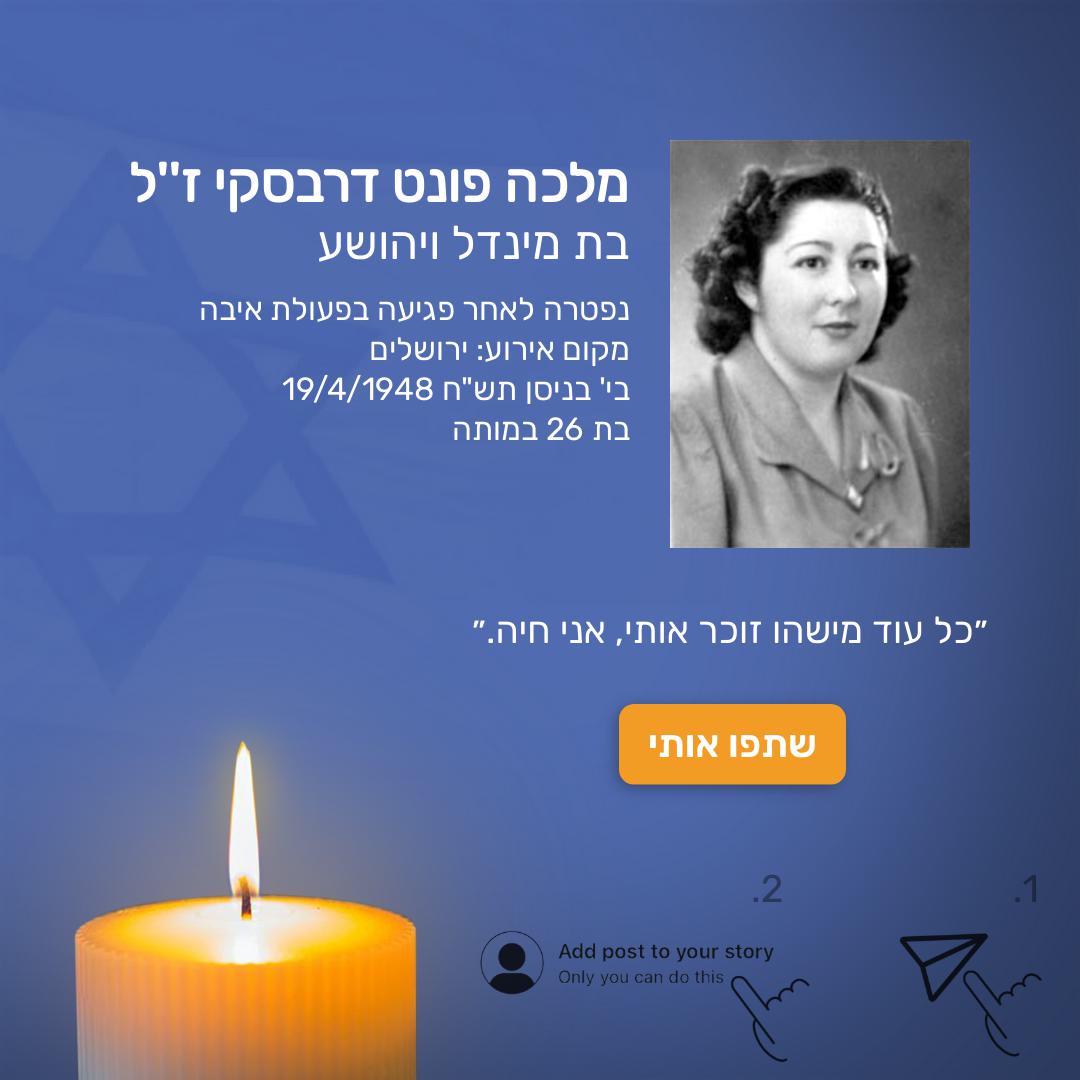 מלכה פונט דרבסקי ז"ל
בת מינדל ויהושע
נפטרה לאחר פגיעה בפעולת איבה
מקום אירוע: ירושלים
בי' בניסן תש"ח 19/4/1948
בת 26 במותה
״כל עוד מישהו זוכר אותי, אני חיה.״
שתפו אותי
1.
2.
Add post to your story
Only you can do this